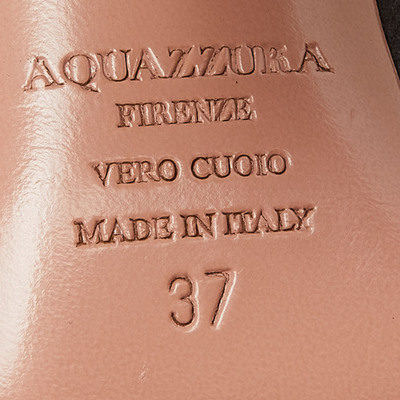 AQUAZZURA
FIRENZE
VERO CUOIO
MADE IN ITALY
37